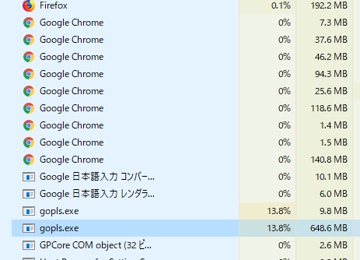 Firefox 0.1% 192.2 MB
Google Chrome 0% 7.3 MB
Google Chrome 0% 37.6 MB
Google Chrome 0% 46.2 MB
Google Chrome 0% 94.3 MB
Google Chrome 0% 25.6 MB
Google Chrome 0% 118.6 MB
Google Chrome 0% 1.4 MB
Google Chrome 0% 1.5 MB
Google Chrome 0% 140.8 MB
Google 日本語入力 コンバー... 0% 10.1 MB
Google 日本語入力 レンダラ... 0% 6.0 MB
gopls.exe 13.8% 9.8 MB
gopls.exe 13.8% 648.6 MB
GPCore COM object (32 ビ... 0% 2.6 MB